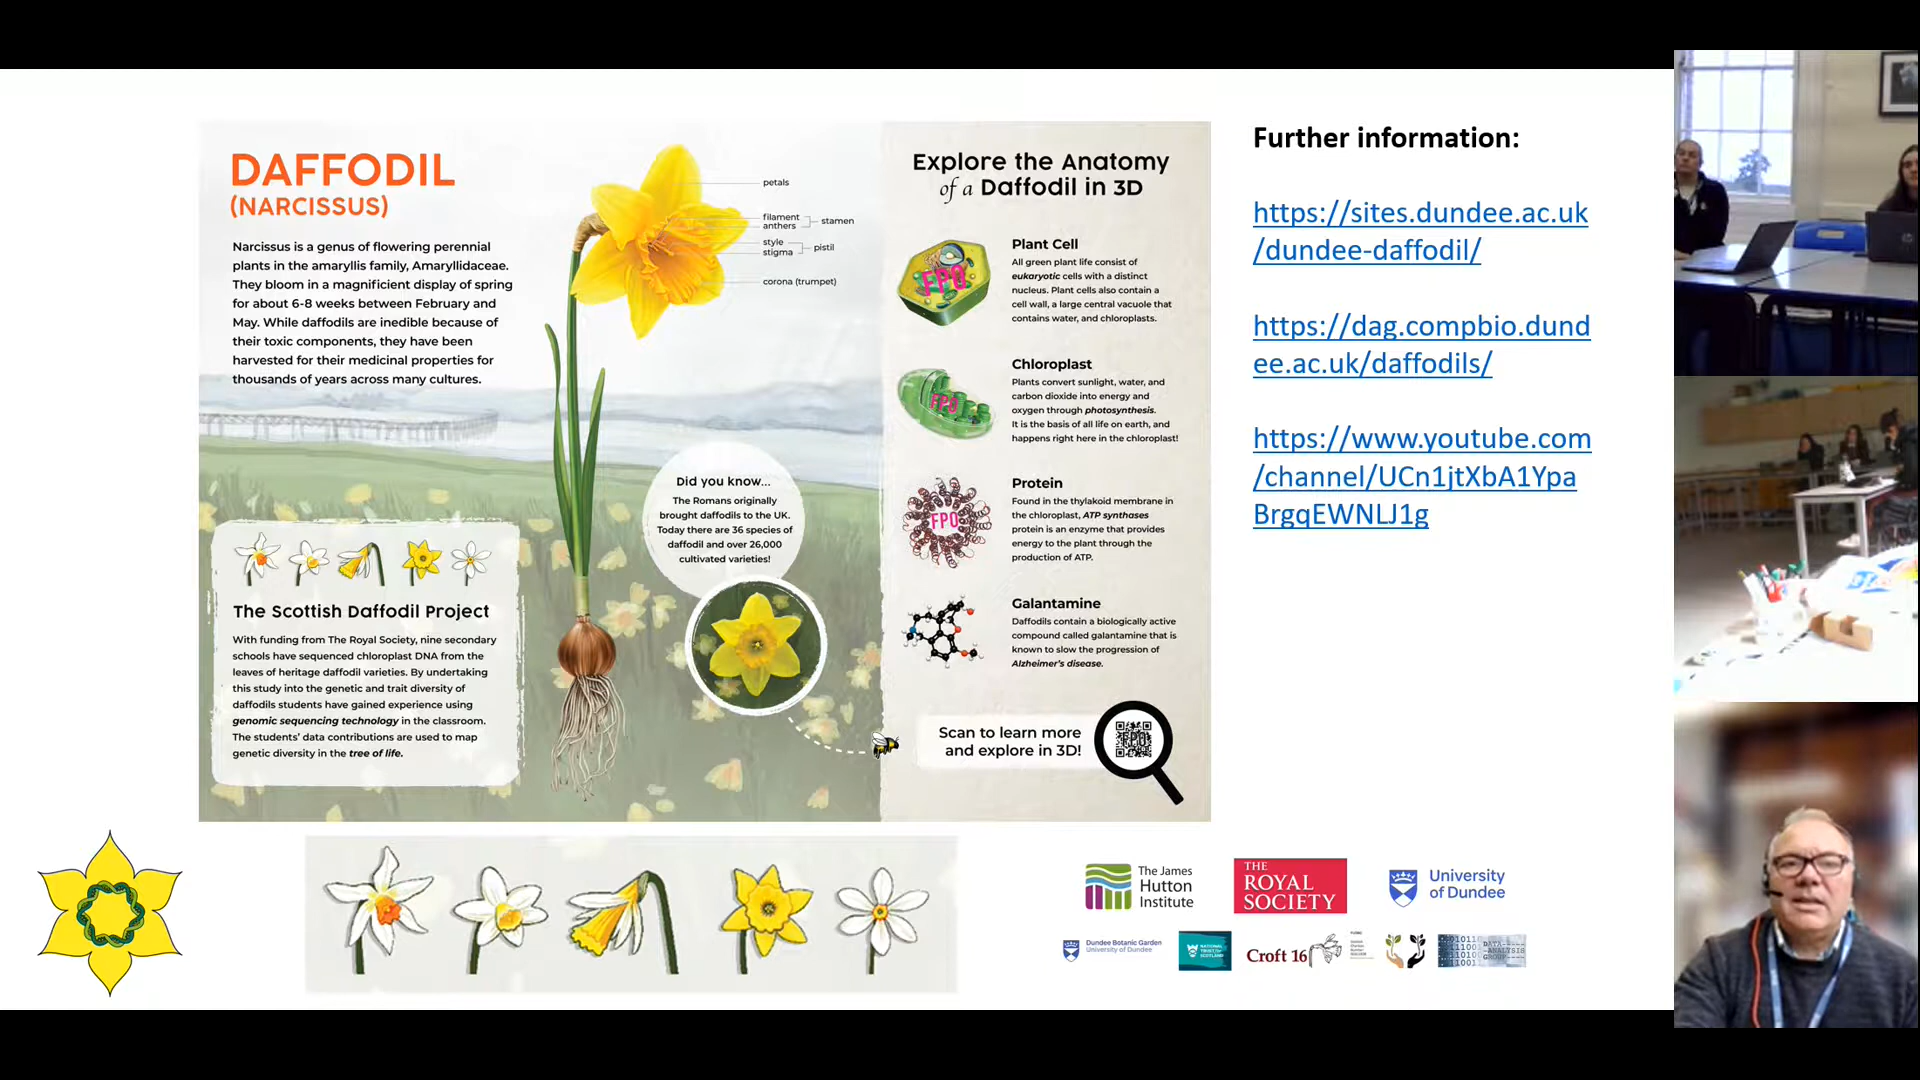 DAFFODIL
(NARCISSUS)
Narcissus is a genus of flowering perennial
plants in the amaryllis family, Amaryllidaceae.
They bloom in a magnificient display of spring
for about 6-8 weeks between February and
May. While daffodils are inedible because of
their toxic components, they have been
harvested for their medicinal properties for
thousands of years across many cultures.
petals
filament
anthers
stamen
style
stigma
pistil
corona (trumpet)
Did you know...
The Romans originally
brought daffodils to the UK.
Today there are 36 species of
daffodil and over 26,000
cultivated varieties!
The Scottish Daffodil Project
With funding from The Royal Society, nine secondary
schools have sequenced chloroplast DNA from the
leaves of heritage daffodil varieties. By undertaking
this study into the genetic and trait diversity of
daffodils students have gained experience using
genomic sequencing technology in the classroom.
The students' data contributions are used to map
genetic diversity in the tree of life.
Explore the Anatomy
of a Daffodil in 3D
FPO
Plant Cell
All green plant life consist of
eukaryotic cells with a distinct
nucleus. Plant cells also contain a
cell wall, a large central vacuole that
contains water, and chloroplasts.
FPO
Chloroplast
Plants convert sunlight, water, and
carbon dioxide into energy and
oxygen through photosynthesis.
It is the basis of all life on earth, and
happens right here in the chloroplast!
FPO
Protein
Found in the thylakoid membrane in
the chloroplast, ATP synthases
protein is an enzyme that provides
energy to the plant through the
production of ATP.
Galantamine
Daffodils contain a biologically active
compound called galantamine that is
known to slow the progression of
Alzheimer's disease.
Scan to learn more
and explore in 3D!
FPO
Further information:
https://sites.dundee.ac.uk
/dundee-daffodil/
https://dag.compbio.dund
ee.ac.uk/daffodils/
https://www.youtube.com
/channel/UCn1jtXbA1Ypa
BrgqEWNLJ1g
The James
Hutton
Institute
THE
ROYAL
SOCIETY
University
of Dundee
Dundee Botanic Garden
University of Dundee
NATIONAL
TRUST for
SCOTLAND
Croft 16
DATA
ANALYSIS
GROUP